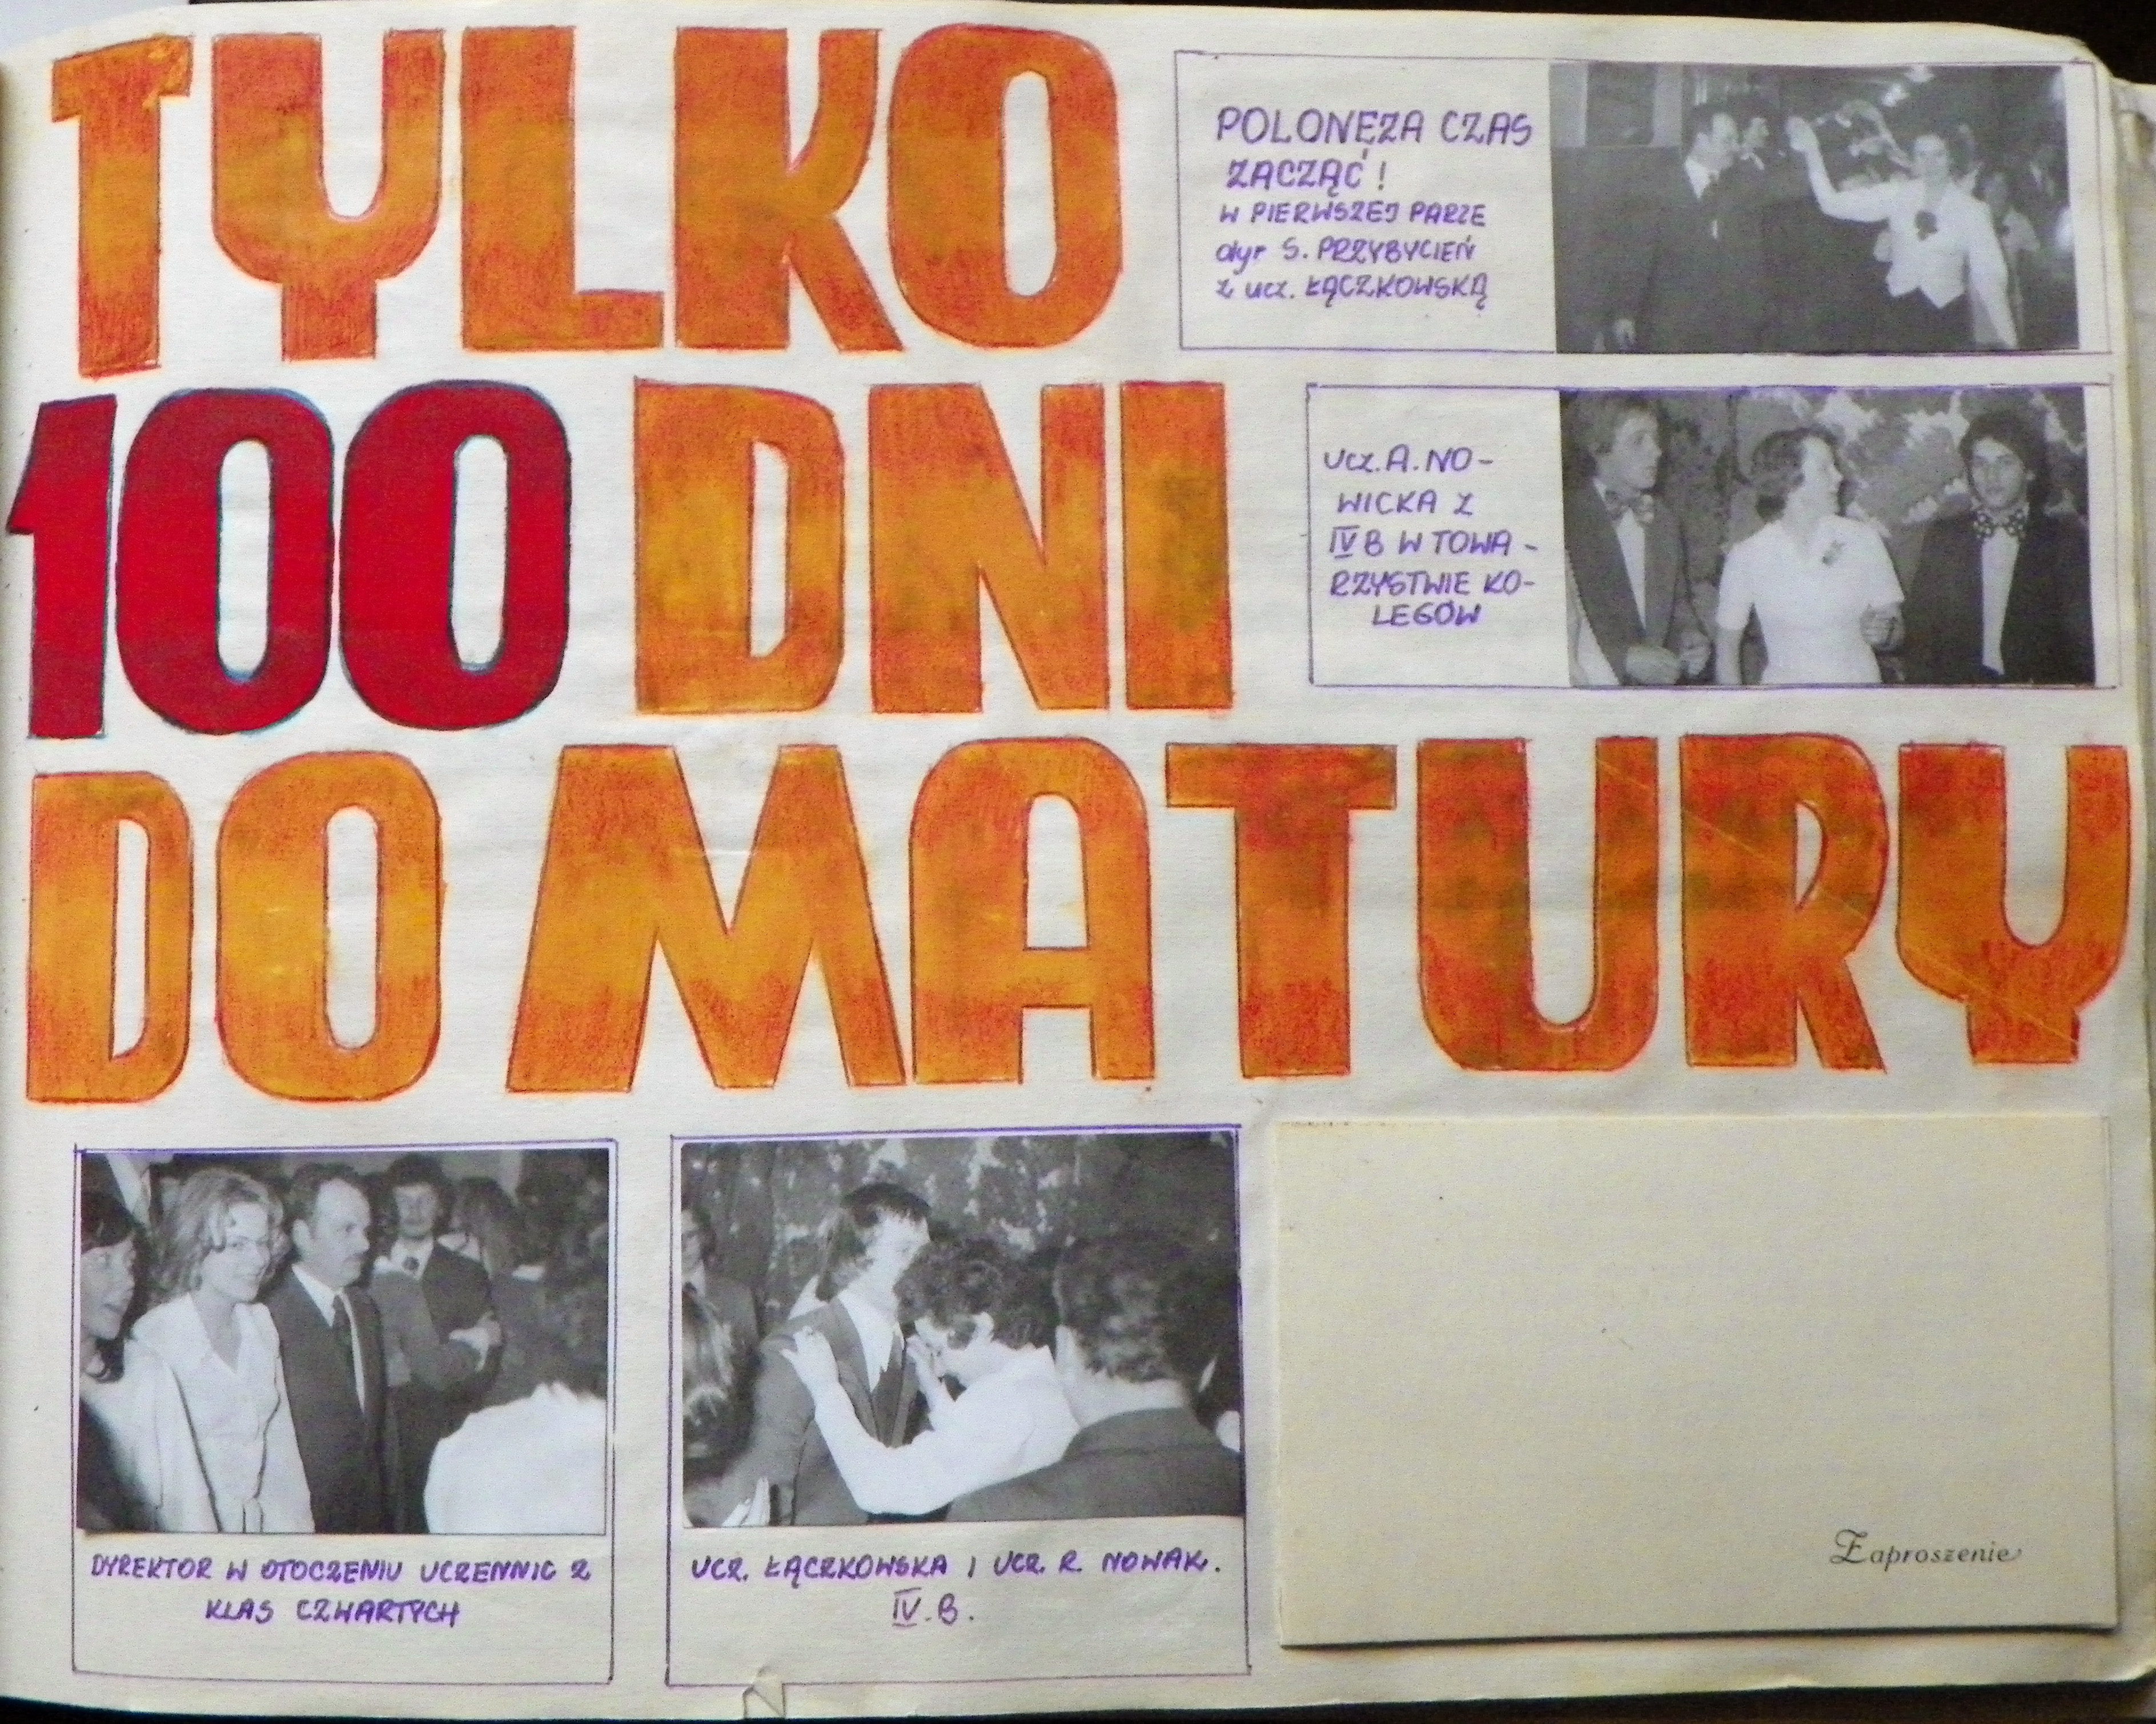 TYLKO
100 DNI
DO MATURY
POLONEZA CZAS
ZACZĄĆ!
W PIERWSZEJ PARZE
dyr S. PRZYBYCIEŃ
z ucz. ŁĄCZKOWSKĄ
ucz. A. NO-
WICKA Z
IV B W TOWA-
RZYSTWIE KO-
LEGÓW
DYREKTOR W OTOCZENIU UCZENNIC Z
KLAS CZWARTYCH
UCZ. ŁĄCZKOWSKA I UCZ. R. NOWAK.
IV.B.
Zaproszenie